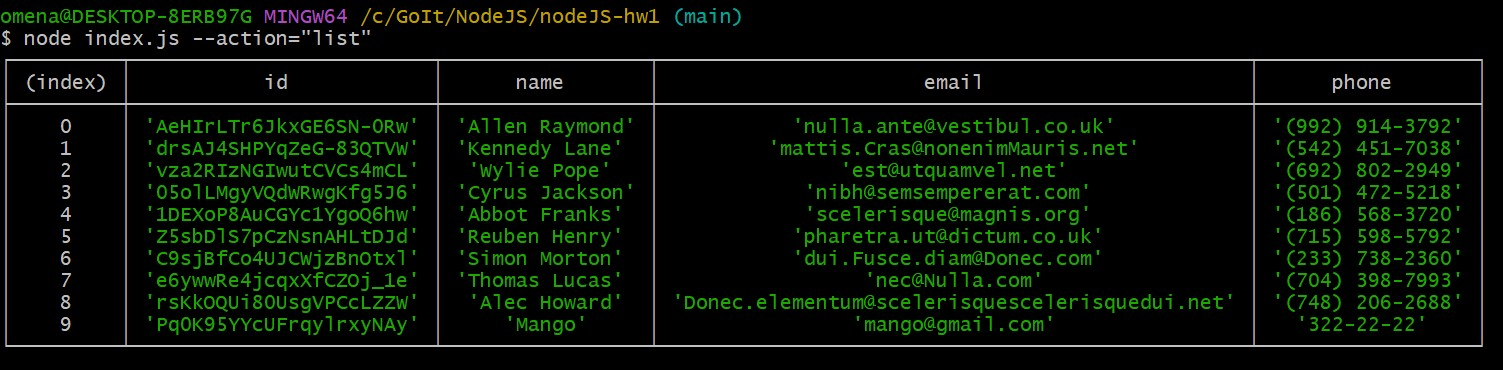 omena@DESKTOP-8ERB97G MINGW64 /c/GoIt/NodeJS/nodeJS-hw1 (main)
$ node index.js --action="list"
(index) id name email phone
0 'AeHIrLTr6JkxGE6SN-0Rw' 'Allen Raymond' 'nulla.ante@vestibul.co.uk' '(992) 914-3792'
1 'drsAJ4SHPYqZeG-83QTVW' 'Kennedy Lane' 'mattis.Cras@nonenimMauris.net' '(542) 451-7038'
2 'vza2RIzNGIwutCVCs4mCL' 'Wylie Pope' 'est@utquamvel.net' '(692) 802-2949'
3 '05olLMgyVQdWRwgKfg5J6' 'Cyrus Jackson' 'nibh@semsempererat.com' '(501) 472-5218'
4 '1DEXoP8AuCGYc1YgoQ6hw' 'Abbot Franks' 'scelerisque@magnis.org' '(186) 568-3720'
5 'Z5sbDlS7pCzNsnAHLtDJd' 'Reuben Henry' 'pharetra.ut@dictum.co.uk' '(715) 598-5792'
6 'C9sjBfCo4UJCWjzBnOtxl' 'Simon Morton' 'dui.Fusce.diam@Donec.com' '(233) 738-2360'
7 'e6ywwRe4jcqxXfCZOj_1e' 'Thomas Lucas' 'nec@Nulla.com' '(704) 398-7993'
8 'rsKkOQUi80UsgVPCcLZZW' 'Alec Howard' 'Donec.elementum@scelerisquescelerisquedui.net' '(748) 206-2688'
9 'PqOK95YYcUFrqylrxyNAy' 'Mango' 'mango@gmail.com' '322-22-22'